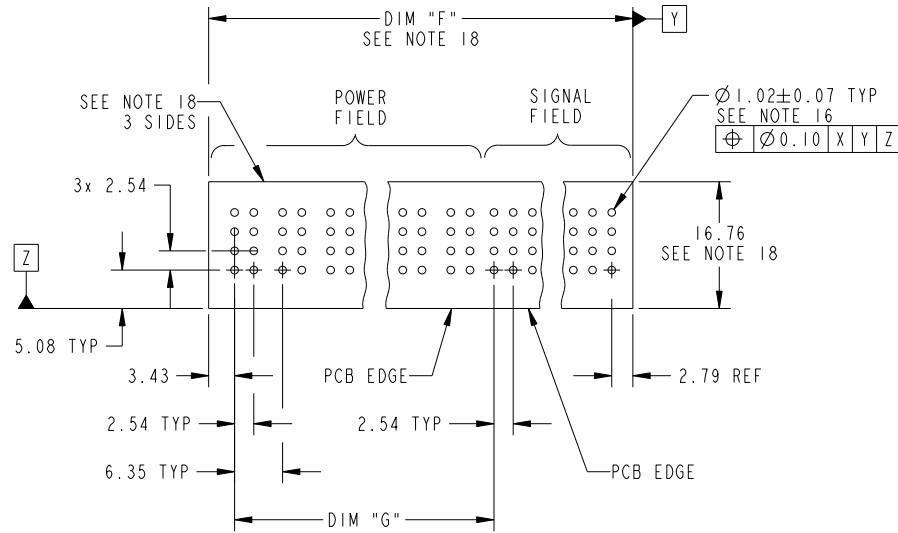 DIM "F"
SEE NOTE 18
Y
SEE NOTE 18
3 SIDES
POWER
FIELD
SIGNAL
FIELD
Ø1.02±0.07 TYP
SEE NOTE 16
⌖ Ø0.10 X Y Z
3x 2.54
Z
16.76
SEE NOTE 18
5.08 TYP
3.43
PCB EDGE
2.79 REF
2.54 TYP
2.54 TYP
6.35 TYP
PCB EDGE
DIM "G"